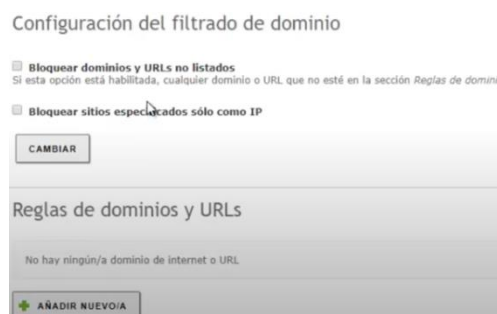 Configuración del filtrado de dominio
Bloquear dominios y URLs no listados
Si esta opción está habilitada, cualquier dominio o URL que no esté en la sección Reglas de domini
Bloquear sitios especificados sólo como IP
CAMBIAR
Reglas de dominios y URLs
No hay ningún/a dominio de internet o URL
AÑADIR NUEVO/A